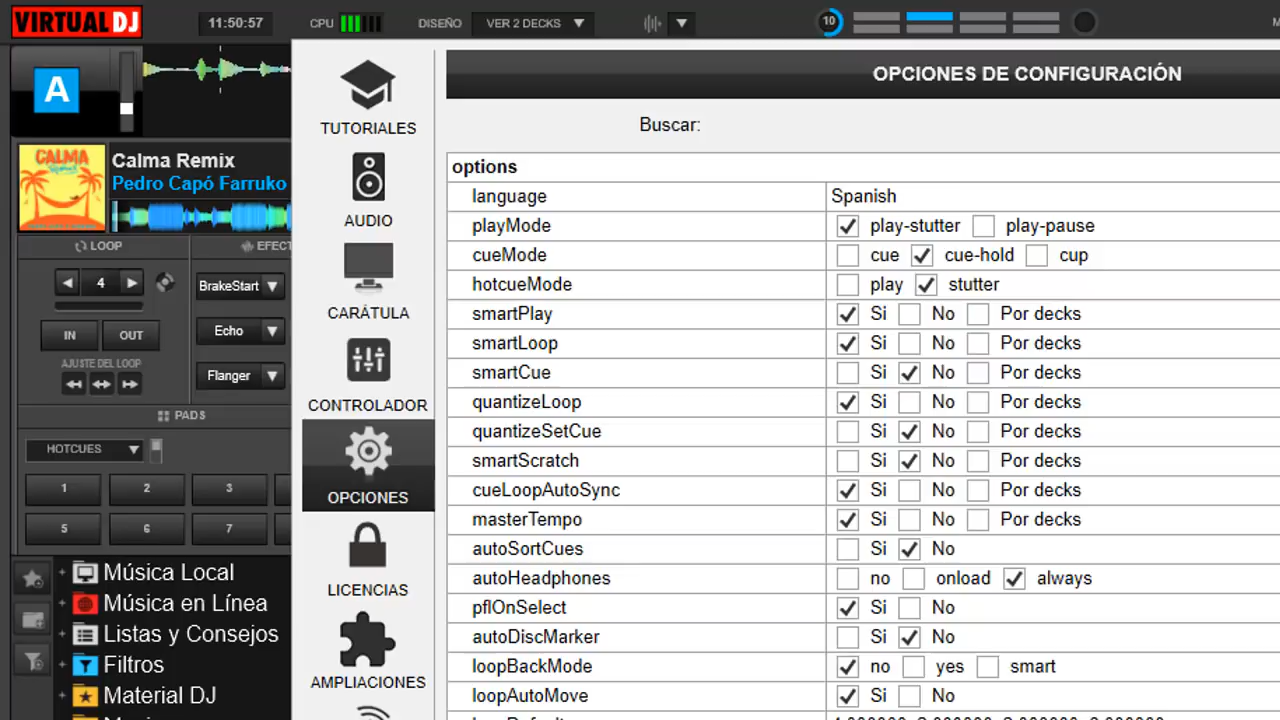 VIRTUAL DJ
11:50:57
CPU
DISEÑO
VER 2 DECKS
10
A
CALMA
Calma Remix
Pedro Capó Farruko
LOOP
EFECT
4
BrakeStart
IN
OUT
Echo
AJUSTE DEL LOOP
Flanger
PADS
HOTCUES
1
2
3
5
6
7
Música Local
Música en Línea
Listas y Consejos
Filtros
Material DJ
TUTORIALES
AUDIO
CARÁTULA
CONTROLADOR
OPCIONES
LICENCIAS
AMPLIACIONES
OPCIONES DE CONFIGURACIÓN
Buscar:
options
language Spanish
playMode play-stutter play-pause
cueMode cue cue-hold cup
hotcueMode play stutter
smartPlay Si No Por decks
smartLoop Si No Por decks
smartCue Si No Por decks
quantizeLoop Si No Por decks
quantizeSetCue Si No Por decks
smartScratch Si No Por decks
cueLoopAutoSync Si No Por decks
masterTempo Si No Por decks
autoSortCues Si No
autoHeadphones no onload always
pflOnSelect Si No
autoDiscMarker Si No
loopBackMode no yes smart
loopAutoMove Si No